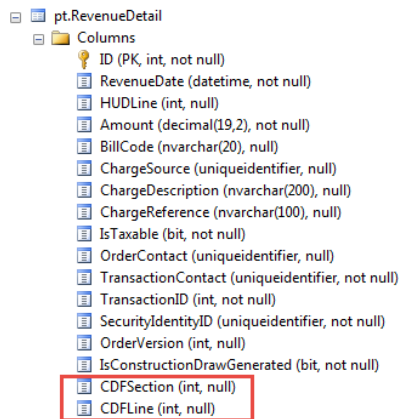 pt.RevenueDetail
Columns
ID (PK, int, not null)
RevenueDate (datetime, not null)
HUDLine (int, null)
Amount (decimal(19,2), not null)
BillCode (nvarchar(20), null)
ChargeSource (uniqueidentifier, null)
ChargeDescription (nvarchar(200), null)
ChargeReference (nvarchar(100), null)
IsTaxable (bit, not null)
OrderContact (uniqueidentifier, null)
TransactionContact (uniqueidentifier, not null)
TransactionID (int, not null)
SecurityIdentityID (uniqueidentifier, not null)
OrderVersion (int, not null)
IsConstructionDrawGenerated (bit, not null)
CDFSection (int, null)
CDFLine (int, null)